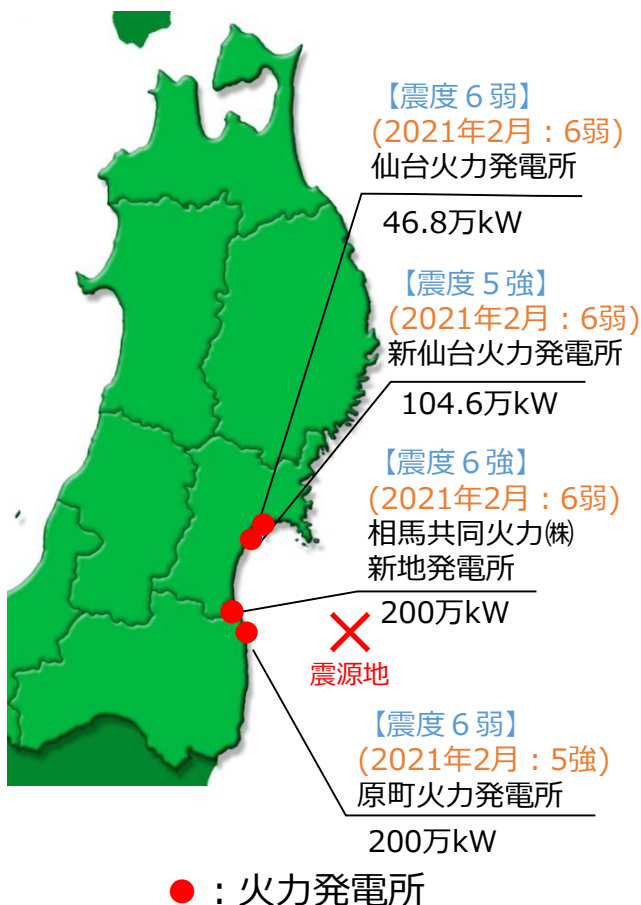 【震度６弱】
(2021年2月：6弱)
仙台火力発電所
46.8万kW
【震度５強】
(2021年2月：6弱)
新仙台火力発電所
104.6万kW
【震度６強】
(2021年2月：6弱)
相馬共同火力㈱
新地発電所
200万kW
震源地
【震度６弱】
(2021年2月：5強)
原町火力発電所
200万kW
●：火力発電所